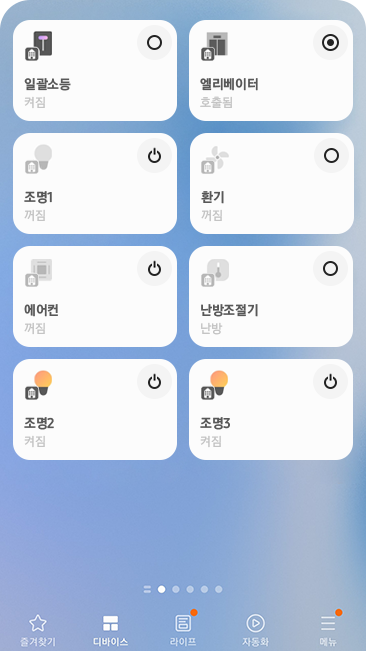 일괄소등
켜짐
엘리베이터
호출됨
조명1
꺼짐
환기
꺼짐
에어컨
꺼짐
난방조절기
난방
조명2
켜짐
조명3
켜짐
즐겨찾기
디바이스
라이프
자동화
메뉴